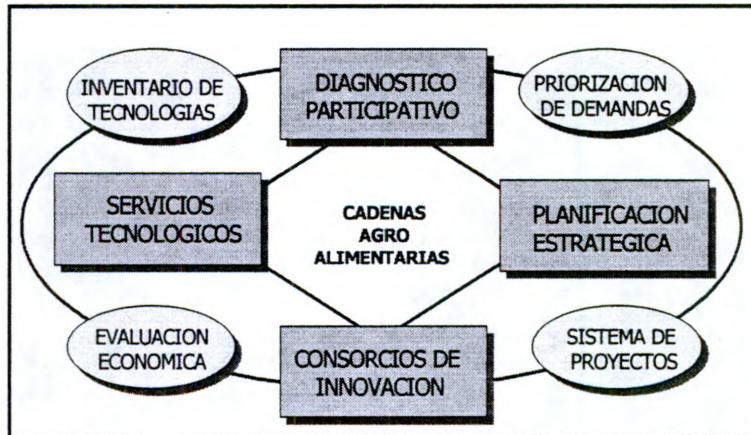 INVENTARIO DE
TECNOLOGIAS
DIAGNOSTICO
PARTICIPATIVO
PRIORIZACION
DE DEMANDAS
SERVICIOS
TECNOLOGICOS
CADENAS
AGRO
ALIMENTARIAS
PLANIFICACION
ESTRATEGICA
EVALUACION
ECONOMICA
CONSORCIOS DE
INNOVACION
SISTEMA DE
PROYECTOS